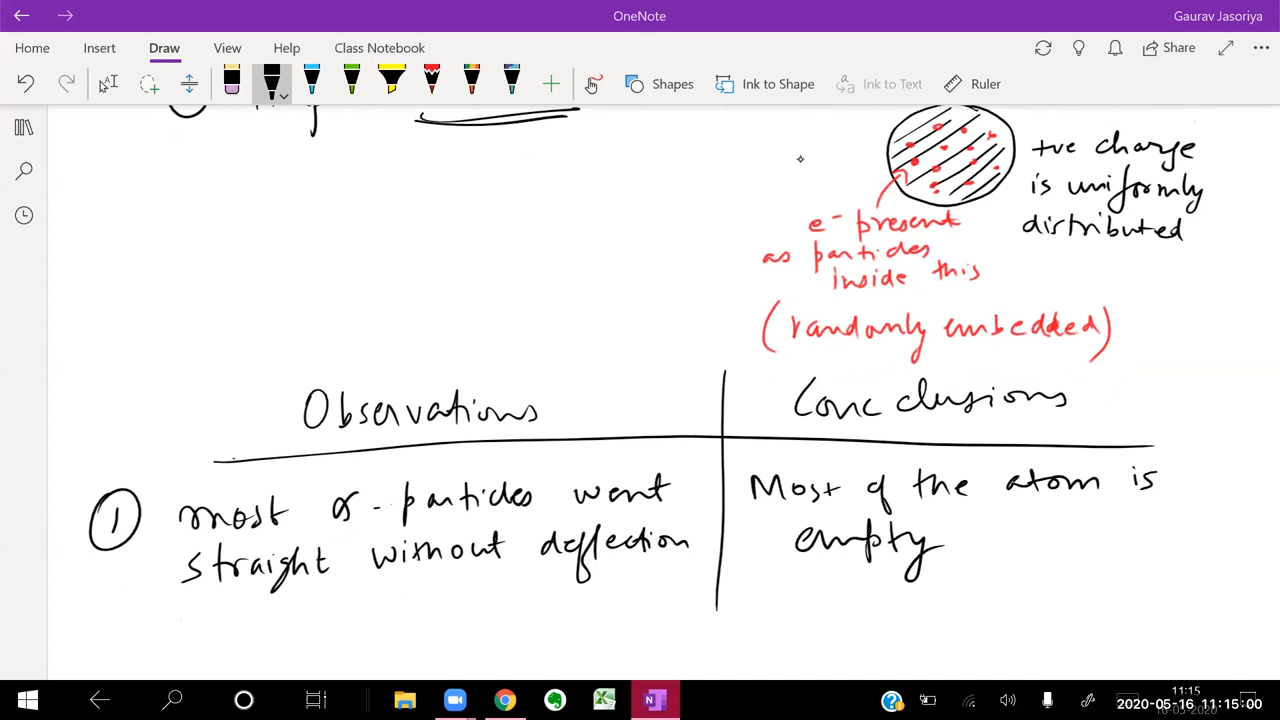 OneNote
Gaurav Jasoriya
Home Insert Draw View Help Class Notebook
Share
Shapes Ink to Shape Ink to Text Ruler
+ve charge
is uniformly
distributed
e- present
as particles
inside this
(randomly embedded)
Observations
Conclusions
1 most α-particles went
straight without deflection
Most of the atom is
empty
11:15
2020-05-16 11:15:00